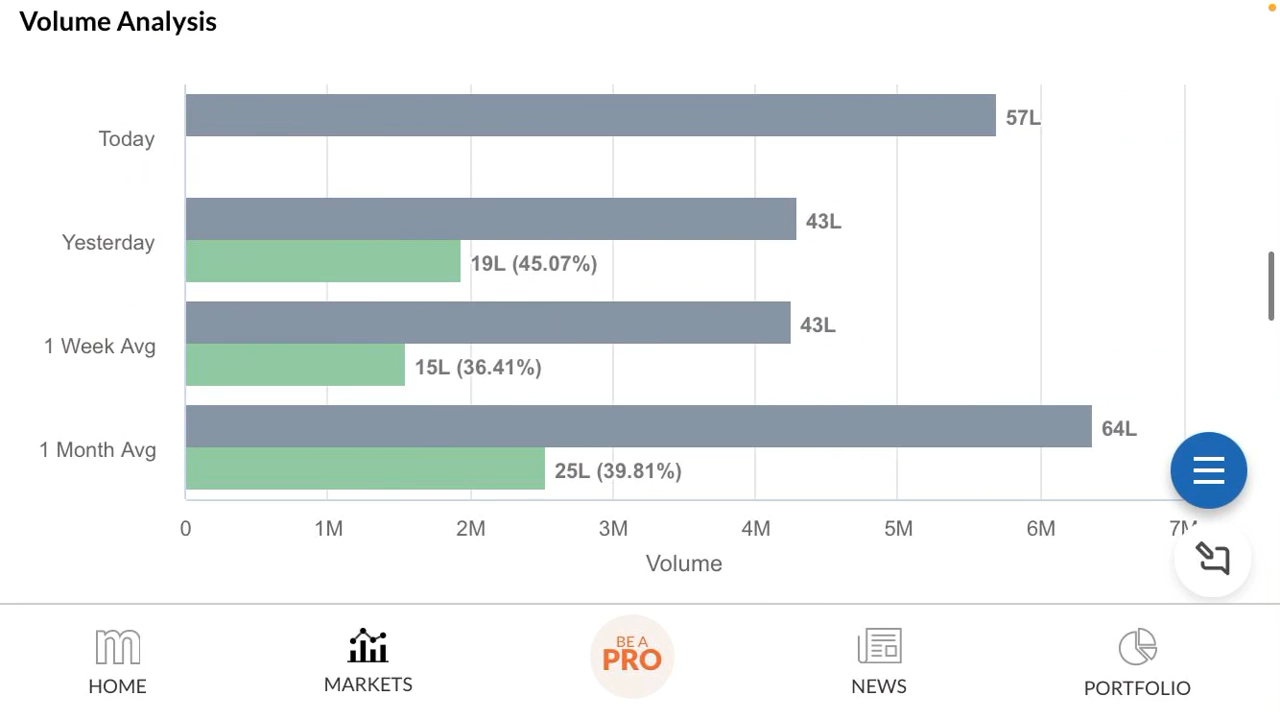 Volume Analysis
Today
57L
Yesterday
43L
19L (45.07%)
1 Week Avg
43L
15L (36.41%)
1 Month Avg
64L
25L (39.81%)
0 1M 2M 3M 4M 5M 6M 7M
Volume
BE A
PRO
HOME MARKETS NEWS PORTFOLIO